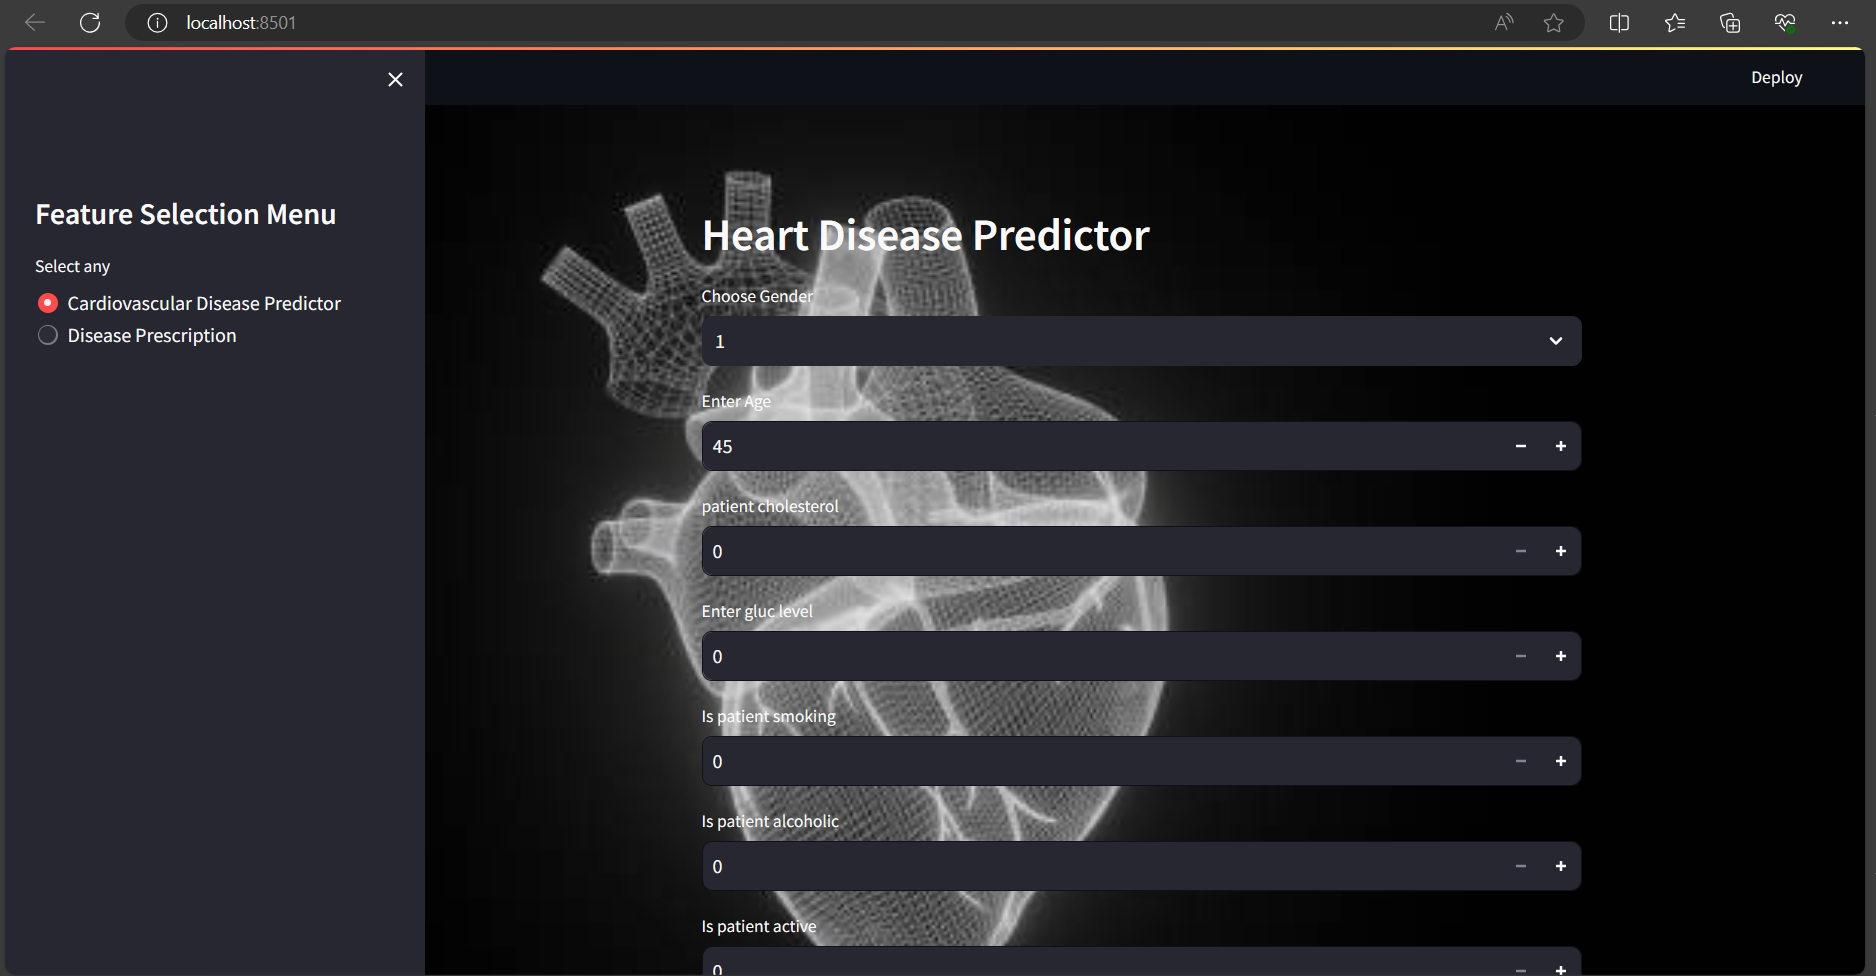 localhost:8501
Deploy
Feature Selection Menu
Select any
Cardiovascular Disease Predictor
Disease Prescription
Heart Disease Predictor
Choose Gender
1
Enter Age
45
patient cholesterol
0
Enter gluc level
0
Is patient smoking
0
Is patient alcoholic
0
Is patient active
0